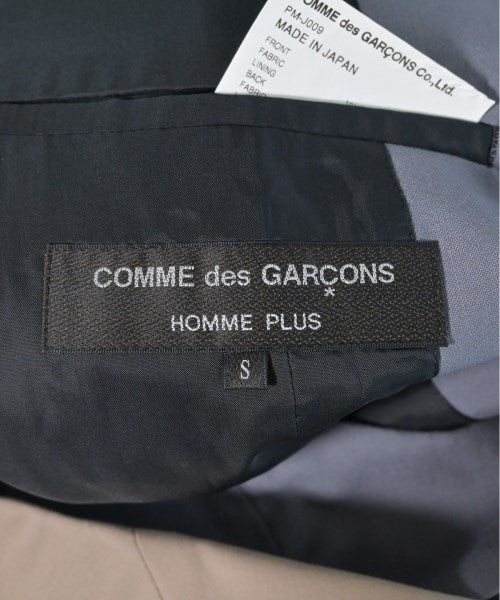 COMME des GARÇONS Co.,Ltd.
PM-J009
MADE IN JAPAN
FRONT
FABRIC
LINING
BACK
FABRIC
COMME des GARÇONS
HOMME PLUS
S